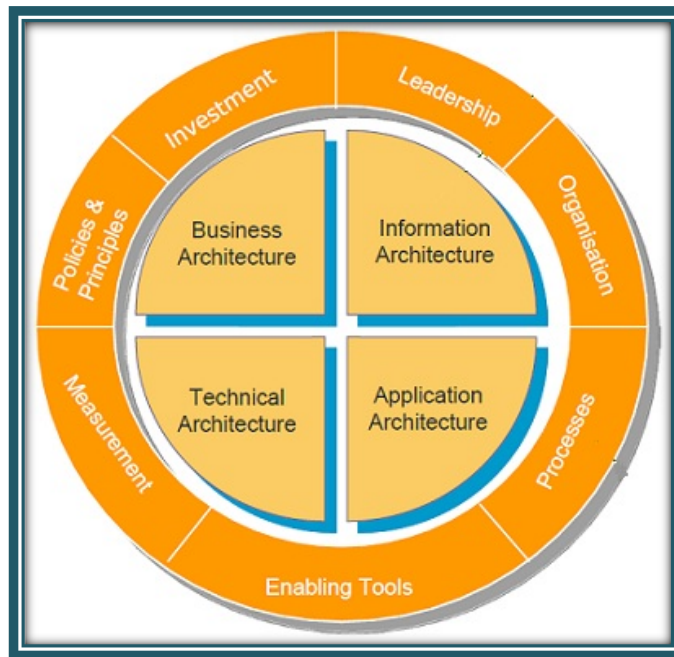 Investment
Leadership
Organisation
Processes
Enabling Tools
Measurement
Policies &
Principles
Business
Architecture
Information
Architecture
Technical
Architecture
Application
Architecture